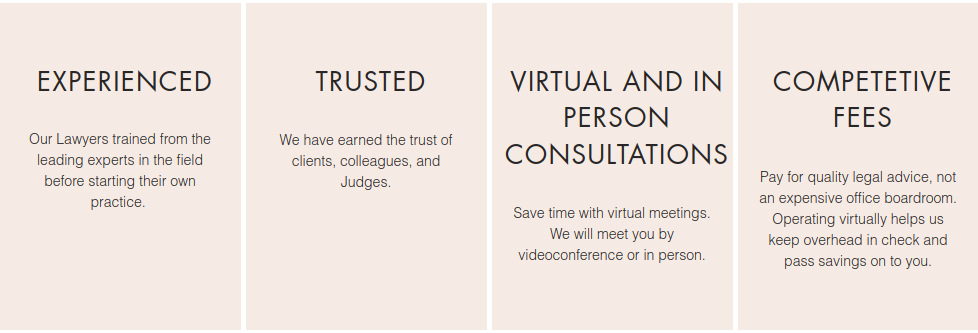 EXPERIENCED
Our Lawyers trained from the
leading experts in the field
before starting their own
practice.
TRUSTED
We have earned the trust of
clients, colleagues, and
Judges.
VIRTUAL AND IN
PERSON
CONSULTATIONS
Save time with virtual meetings.
We will meet you by
videoconference or in person.
COMPETETIVE
FEES
Pay for quality legal advice, not
an expensive office boardroom.
Operating virtually helps us
keep overhead in check and
pass savings on to you.